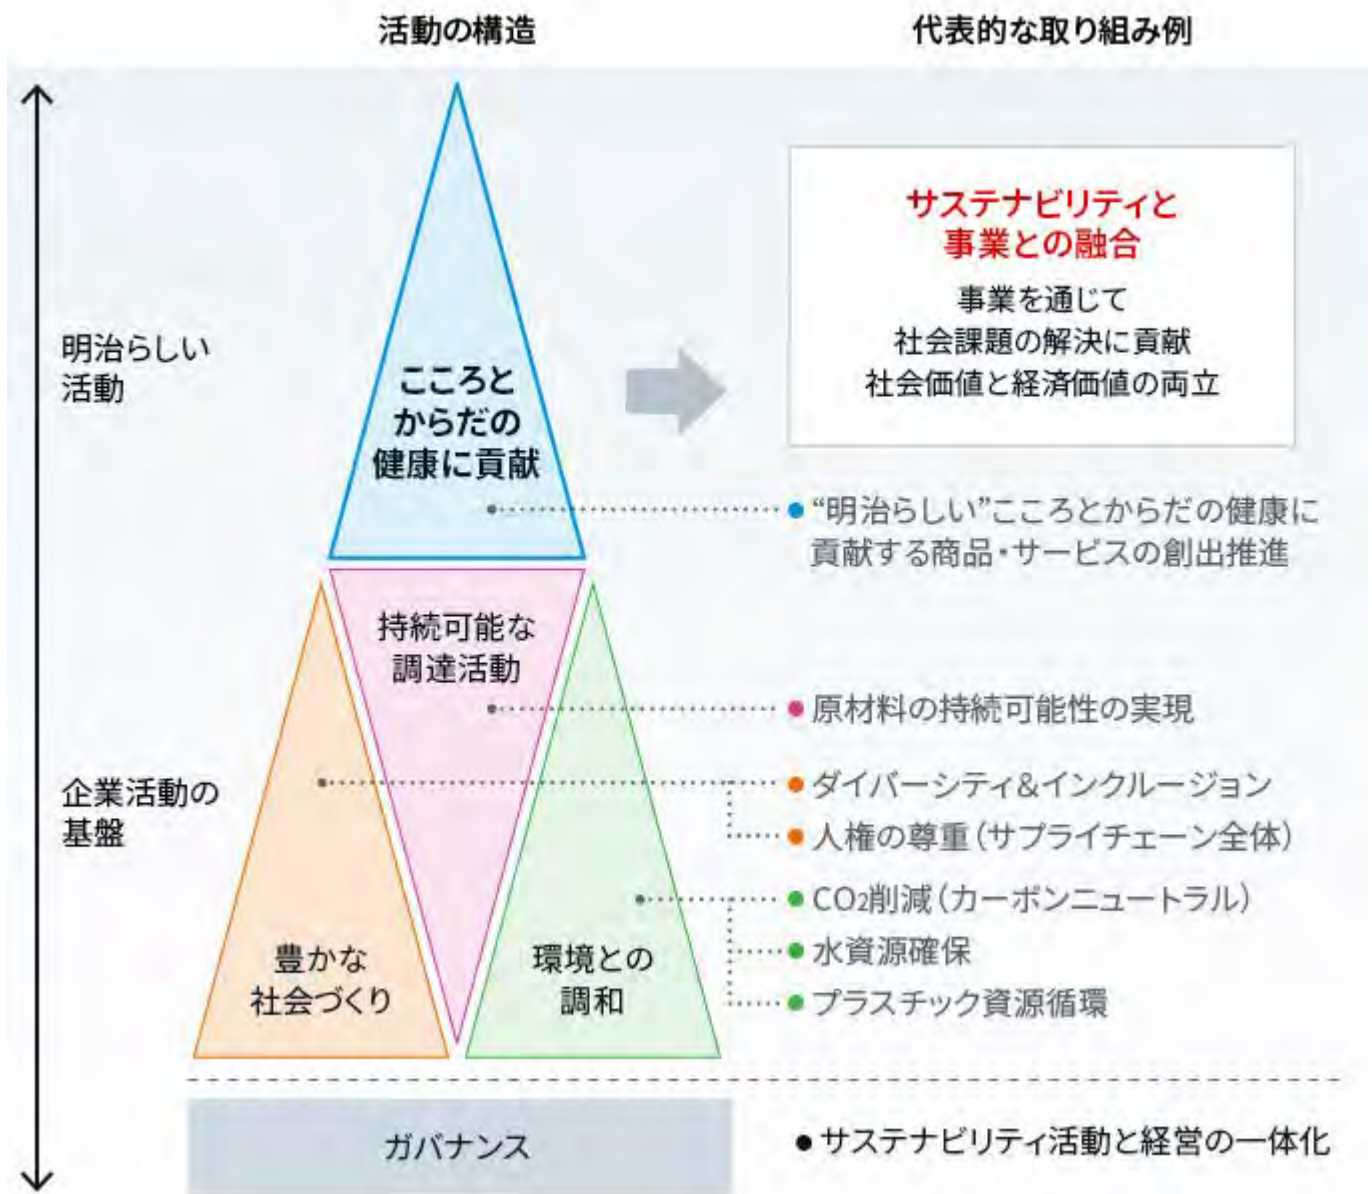 活動の構造
代表的な取り組み例
明治らしい
活動
こころと
からだの
健康に貢献
サステナビリティと
事業との融合
事業を通じて
社会課題の解決に貢献
社会価値と経済価値の両立
“明治らしい”こころとからだの健康に
貢献する商品・サービスの創出推進
企業活動の
基盤
持続可能な
調達活動
原材料の持続可能性の実現
豊かな
社会づくり
ダイバーシティ&インクルージョン
人権の尊重（サプライチェーン全体）
環境との
調和
CO₂削減（カーボンニュートラル）
水資源確保
プラスチック資源循環
ガバナンス
●サステナビリティ活動と経営の一体化